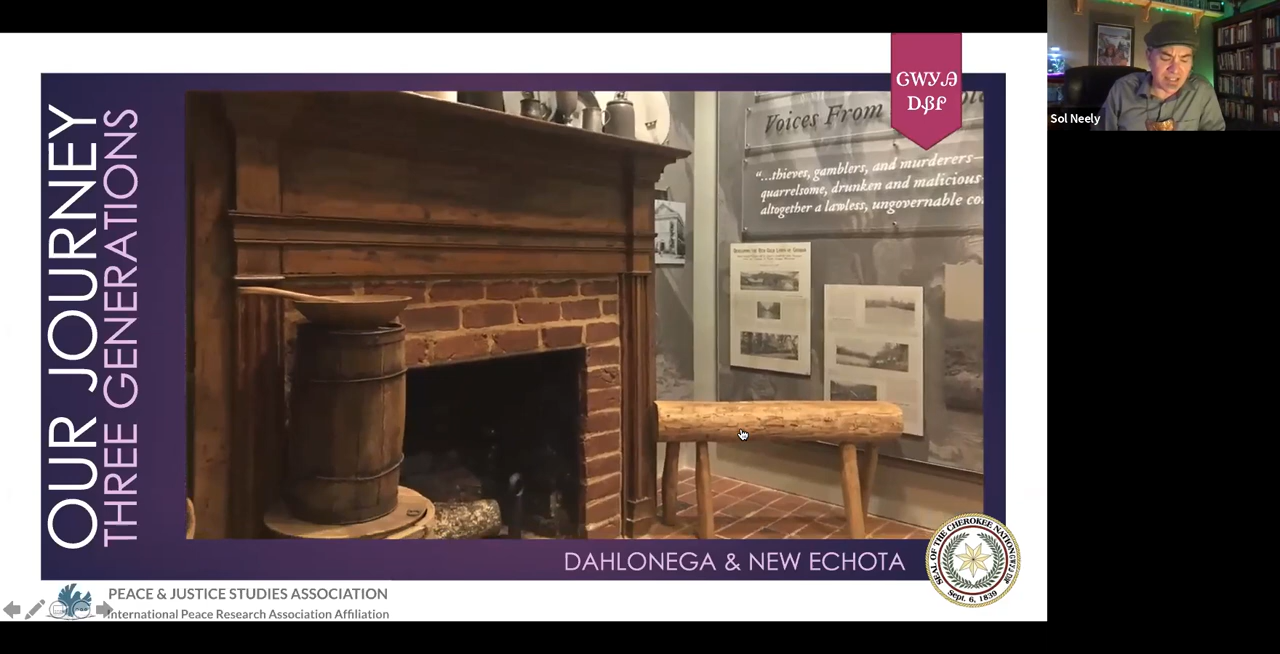 OUR JOURNEY
THREE GENERATIONS
ᏣᎳᎩᎯ
ᎠᏰᎵ
Voices From
"...thieves, gamblers, and murderers—
quarrelsome, drunken and malicious-
altogether a lawless, ungovernable
DAHLONEGA & NEW ECHOTA
SEAL OF THE CHEROKEE NATION
Sept. 6, 1839
PEACE & JUSTICE STUDIES ASSOCIATION
International Peace Research Association Affiliation
Sol Neely